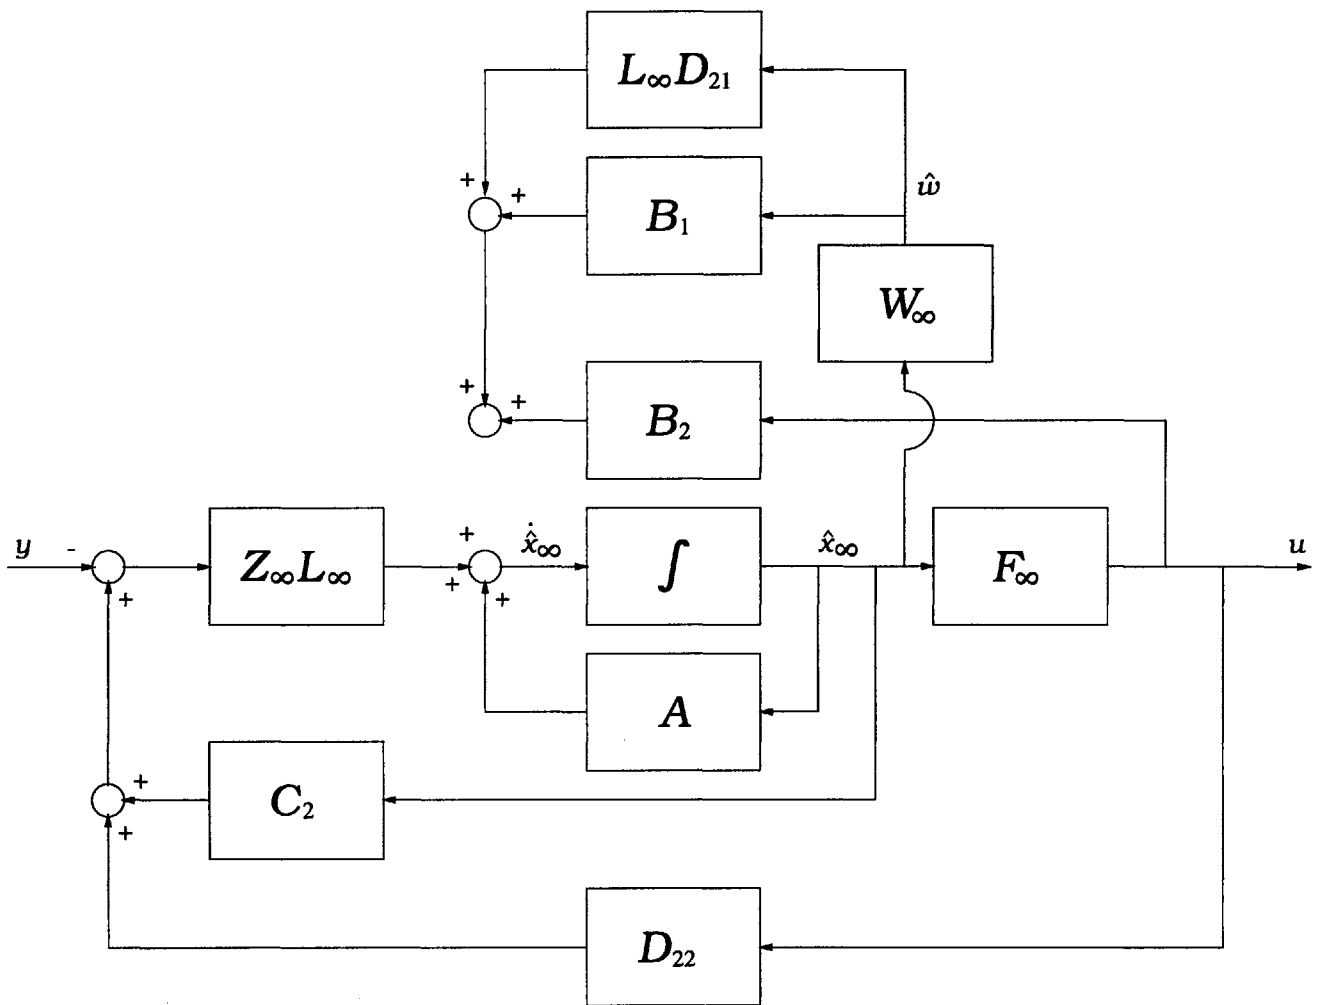 L∞D21
+ +
B1
ŵ
W∞
+ +
B2
y - Z∞L∞ + ẋ̂∞ ∫ x̂∞ F∞ u
+ + +
A
+ C2
+
D22